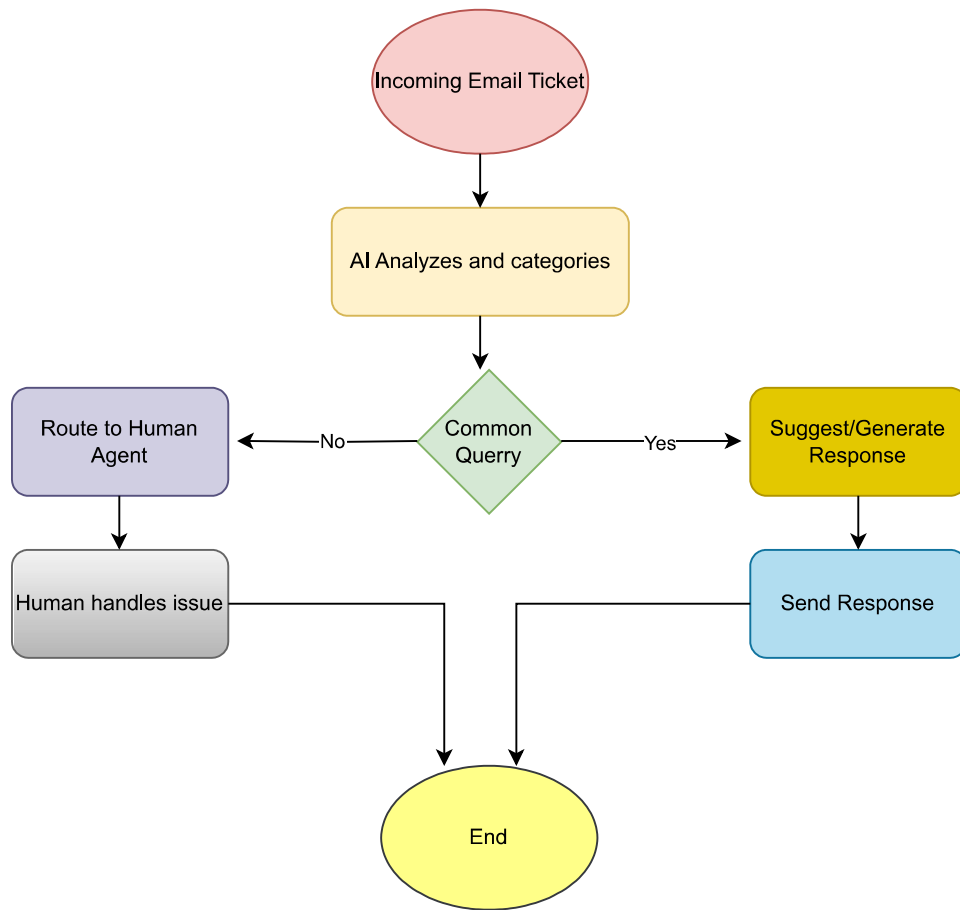 Incoming Email Ticket
AI Analyzes and categories
Route to Human
Agent
No
Common
Querry
Yes
Suggest/Generate
Response
Human handles issue
Send Response
End